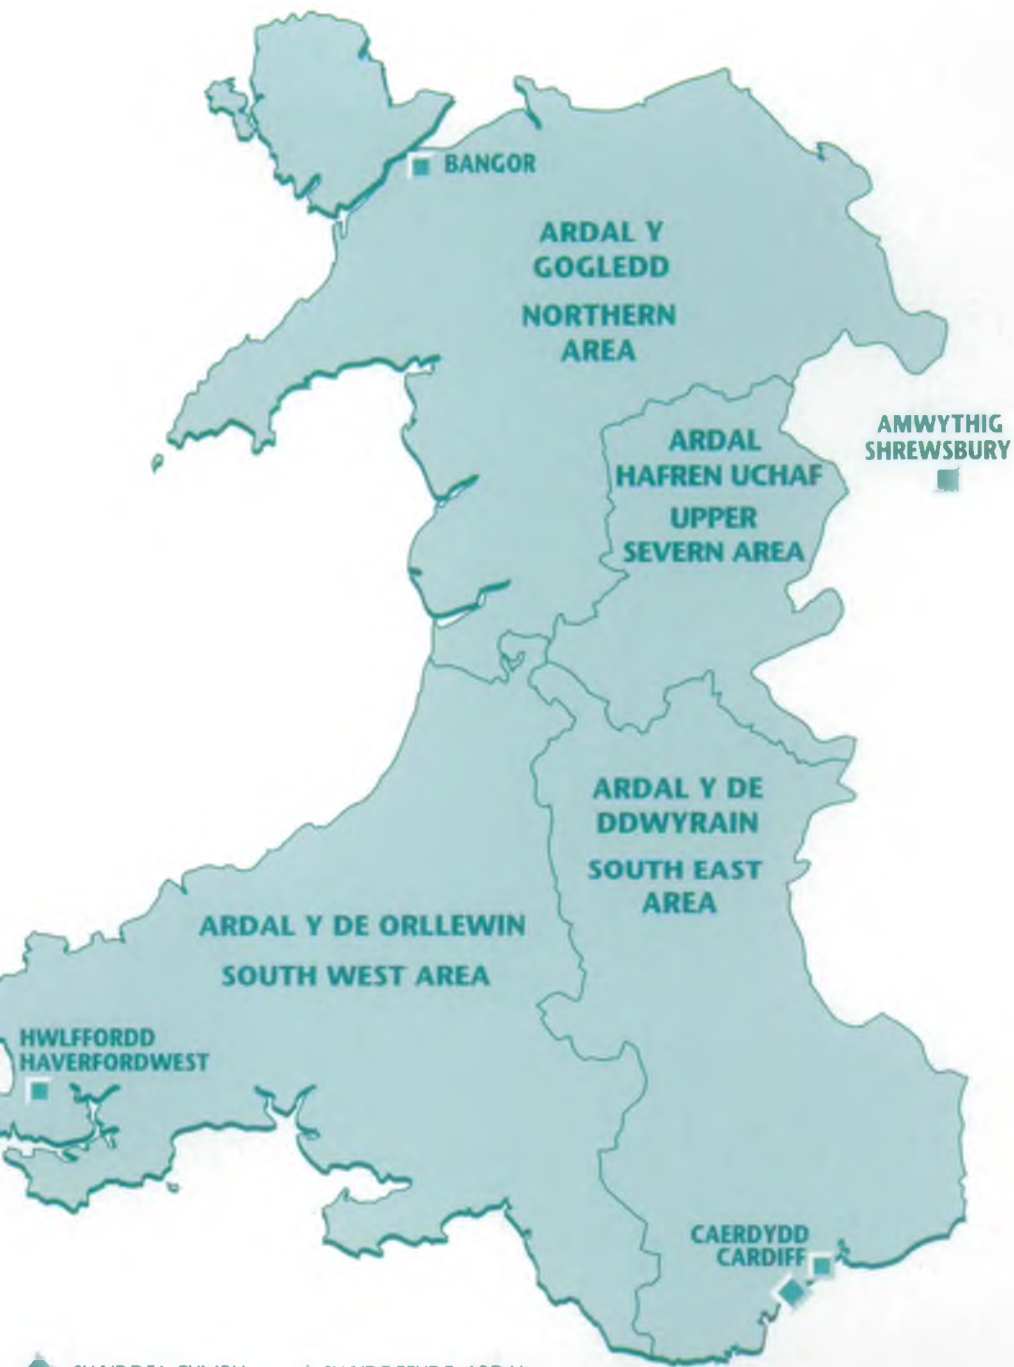 BANGOR
ARDAL Y
GOGLEDD
NORTHERN
AREA
AMWYTHIG
SHREWSBURY
ARDAL
HAFREN UCHAF
UPPER
SEVERN AREA
ARDAL Y DE
DDWYRAIN
SOUTH EAST
AREA
ARDAL Y DE ORLLEWIN
SOUTH WEST AREA
HWLFFORDD
HAVERFORDWEST
CAERDYDD
CARDIFF